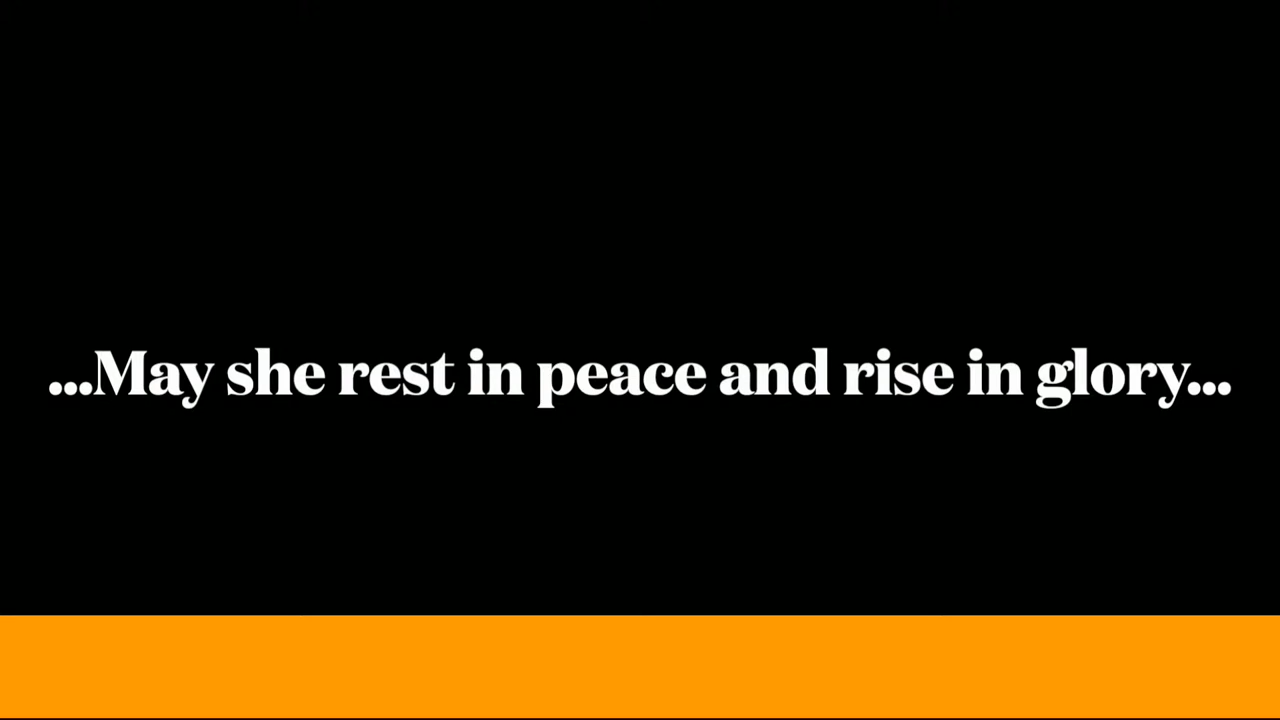 ...May she rest in peace and rise in glory...